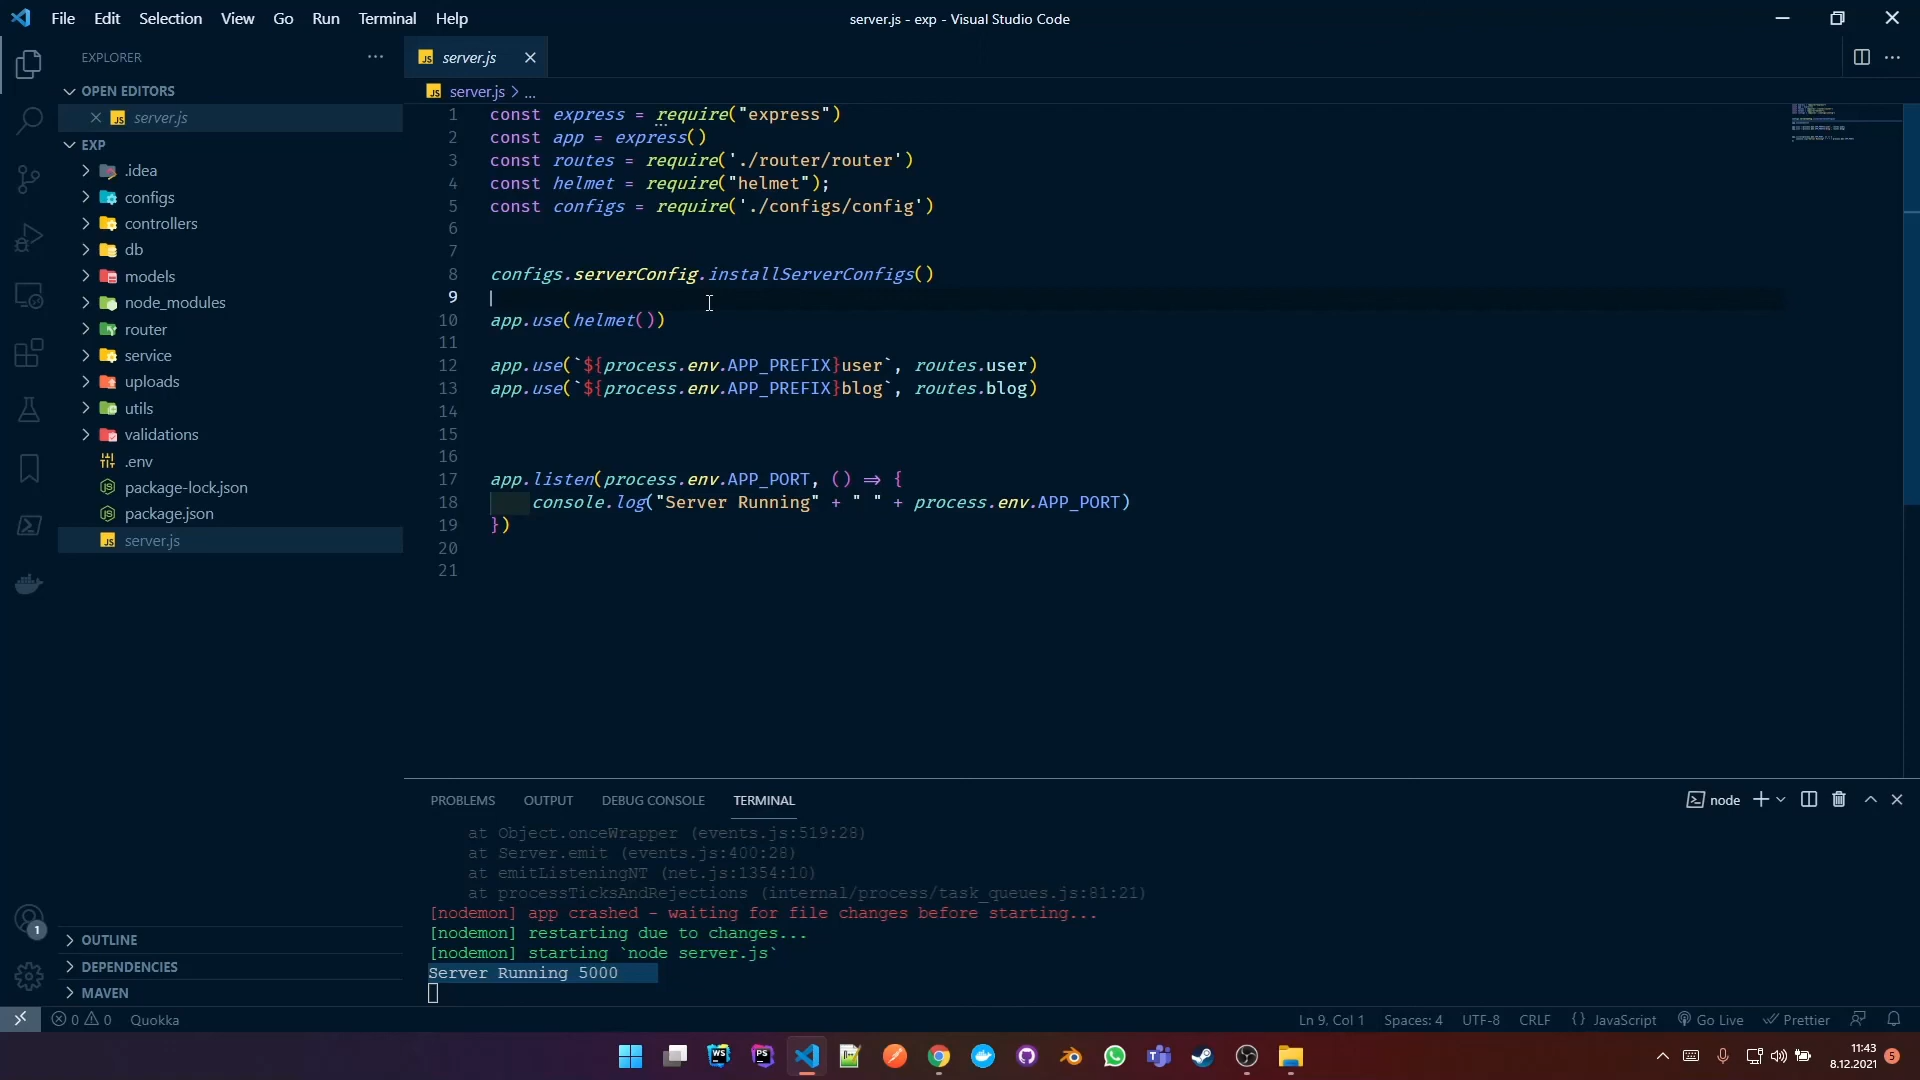 File Edit Selection View Go Run Terminal Help
server.js - exp - Visual Studio Code
EXPLORER
OPEN EDITORS
JS server.js
EXP
.idea
configs
controllers
db
models
node_modules
router
service
uploads
utils
validations
.env
package-lock.json
package.json
JS server.js
OUTLINE
DEPENDENCIES
MAVEN
JS server.js
JS server.js > ...
1 const express = require("express")
2 const app = express()
3 const routes = require('./router/router')
4 const helmet = require("helmet");
5 const configs = require('./configs/config')
6
7
8 configs.serverConfig.installServerConfigs()
9
10 app.use(helmet())
11
12 app.use(`${process.env.APP_PREFIX}user`, routes.user)
13 app.use(`${process.env.APP_PREFIX}blog`, routes.blog)
14
15
16
17 app.listen(process.env.APP_PORT, () => {
18 console.log("Server Running" + " " + process.env.APP_PORT)
19 })
20
21
PROBLEMS OUTPUT DEBUG CONSOLE TERMINAL
node
at Object.onceWrapper (events.js:519:28)
at Server.emit (events.js:400:28)
at emitListeningNT (net.js:1354:10)
at processTicksAndRejections (internal/process/task_queues.js:81:21)
[nodemon] app crashed - waiting for file changes before starting...
[nodemon] restarting due to changes...
[nodemon] starting `node server.js`
Server Running 5000
1
0 0 Quokka
Ln 9, Col 1 Spaces: 4 UTF-8 CRLF {} JavaScript Go Live Prettier
WS PS
11:43
8.12.2021
5